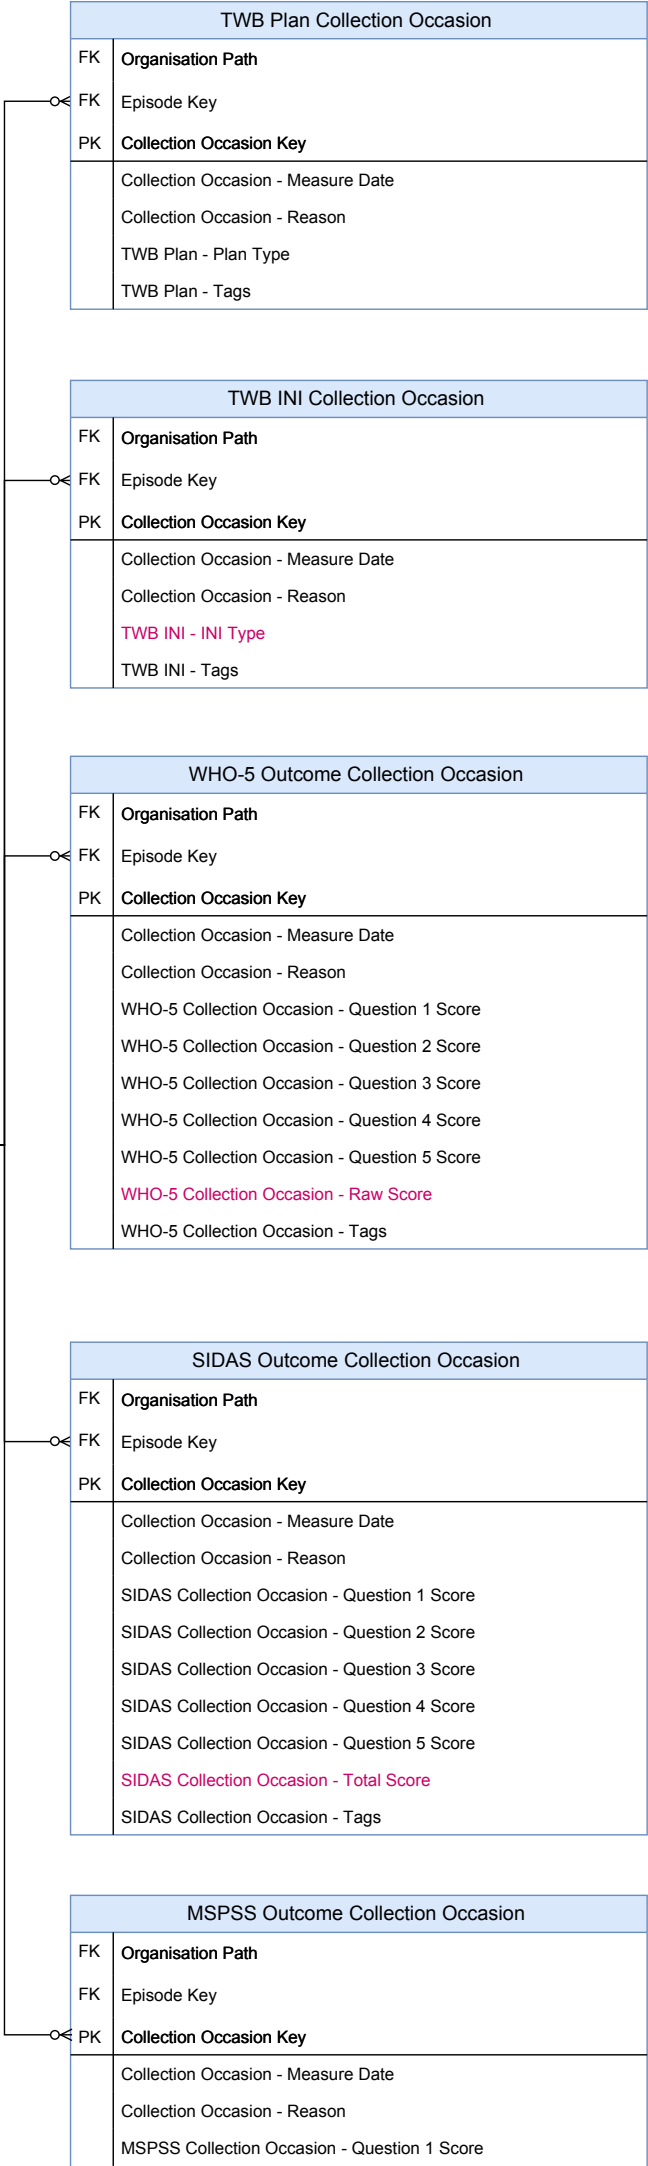 TWB Plan Collection Occasion
FK Organisation Path
FK Episode Key
PK Collection Occasion Key
Collection Occasion - Measure Date
Collection Occasion - Reason
TWB Plan - Plan Type
TWB Plan - Tags
TWB INI Collection Occasion
FK Organisation Path
FK Episode Key
PK Collection Occasion Key
Collection Occasion - Measure Date
Collection Occasion - Reason
TWB INI - INI Type
TWB INI - Tags
WHO-5 Outcome Collection Occasion
FK Organisation Path
FK Episode Key
PK Collection Occasion Key
Collection Occasion - Measure Date
Collection Occasion - Reason
WHO-5 Collection Occasion - Question 1 Score
WHO-5 Collection Occasion - Question 2 Score
WHO-5 Collection Occasion - Question 3 Score
WHO-5 Collection Occasion - Question 4 Score
WHO-5 Collection Occasion - Question 5 Score
WHO-5 Collection Occasion - Raw Score
WHO-5 Collection Occasion - Tags
SIDAS Outcome Collection Occasion
FK Organisation Path
FK Episode Key
PK Collection Occasion Key
Collection Occasion - Measure Date
Collection Occasion - Reason
SIDAS Collection Occasion - Question 1 Score
SIDAS Collection Occasion - Question 2 Score
SIDAS Collection Occasion - Question 3 Score
SIDAS Collection Occasion - Question 4 Score
SIDAS Collection Occasion - Question 5 Score
SIDAS Collection Occasion - Total Score
SIDAS Collection Occasion - Tags
MSPSS Outcome Collection Occasion
FK Organisation Path
FK Episode Key
PK Collection Occasion Key
Collection Occasion - Measure Date
Collection Occasion - Reason
MSPSS Collection Occasion - Question 1 Score